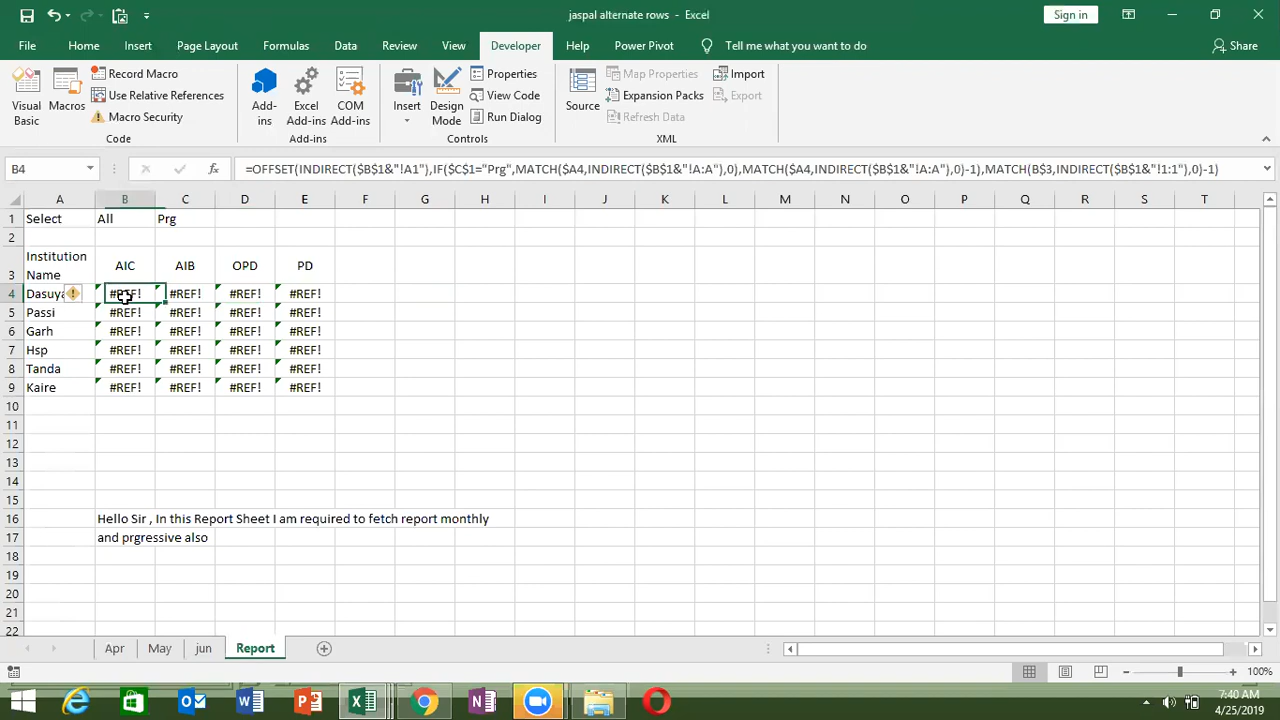 jaspal alternate rows - Excel
Sign in
File Home Insert Page Layout Formulas Data Review View Developer Help Power Pivot Tell me what you want to do Share
Visual Basic
Macros
Record Macro
Use Relative References
Macro Security
Code
Add-ins
Excel Add-ins
COM Add-ins
Add-ins
Insert
Design Mode
Properties
View Code
Run Dialog
Controls
Source
Map Properties
Expansion Packs
Refresh Data
Import
Export
XML
B4 fx =OFFSET(INDIRECT($B$1&"!A1"),IF($C$1="Prg",MATCH($A4,INDIRECT($B$1&"!A:A"),0),MATCH($A4,INDIRECT($B$1&"!A:A"),0)-1),MATCH(B$3,INDIRECT($B$1&"!1:1"),0)-1)
A B C D E F G H I J K L M N O P Q R S T
1 Select All Prg
2
3 Institution Name AIC AIB OPD PD
4 Dasuya #REF! #REF! #REF! #REF!
5 Passi #REF! #REF! #REF! #REF!
6 Garh #REF! #REF! #REF! #REF!
7 Hsp #REF! #REF! #REF! #REF!
8 Tanda #REF! #REF! #REF! #REF!
9 Kaire #REF! #REF! #REF! #REF!
10
11
12
13
14
15
16 Hello Sir , In this Report Sheet I am required to fetch report monthly
17 and prgressive also
18
19
20
21
22
Apr May jun Report
100%
7:40 AM
4/25/2019